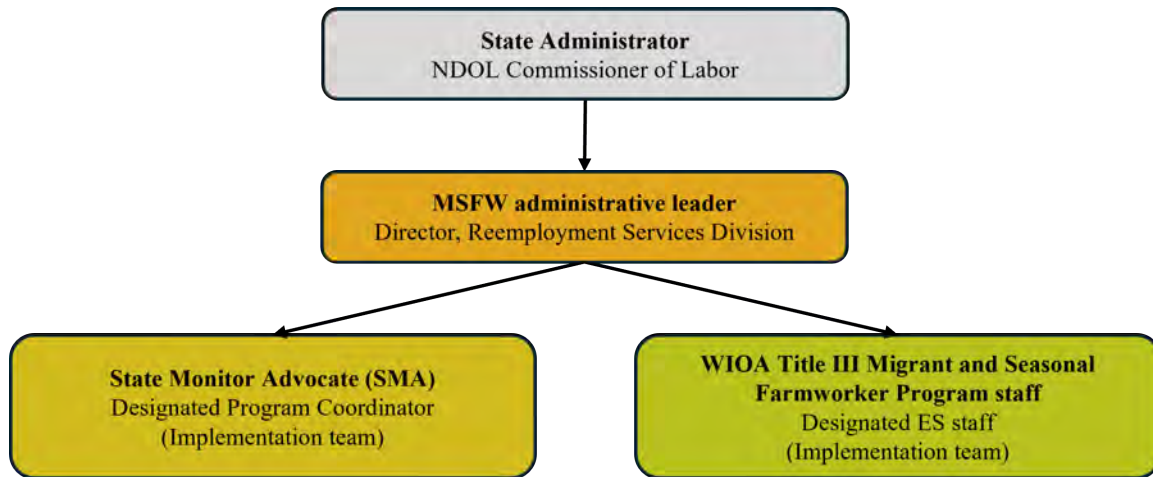 State Administrator
NDOL Commissioner of Labor
MSFW administrative leader
Director, Reemployment Services Division
State Monitor Advocate (SMA)
Designated Program Coordinator
(Implementation team)
WIOA Title III Migrant and Seasonal
Farmworker Program staff
Designated ES staff
(Implementation team)